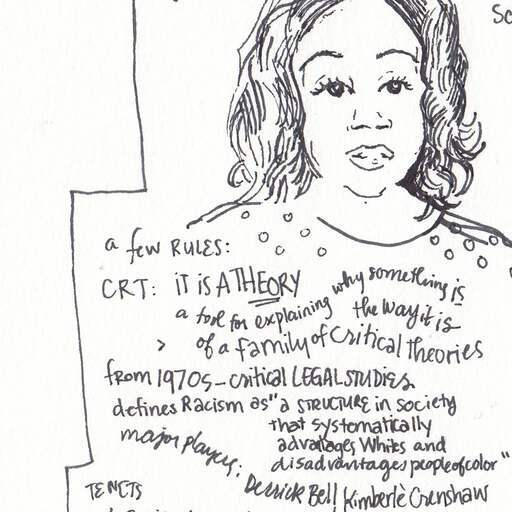 Sc
a few RULES:
CRT: iT is A THEORY
a tool for explaining why something is
the way it is
> of a family of critical theories
from 1970s - critical LEGAL STUDIES.
defines Racism as "a STRUCTURE in society
that systematically
advantages Whites and
disadvantages people of color"
major players: Derrick Bell, Kimberlè Crenshaw
TENETS